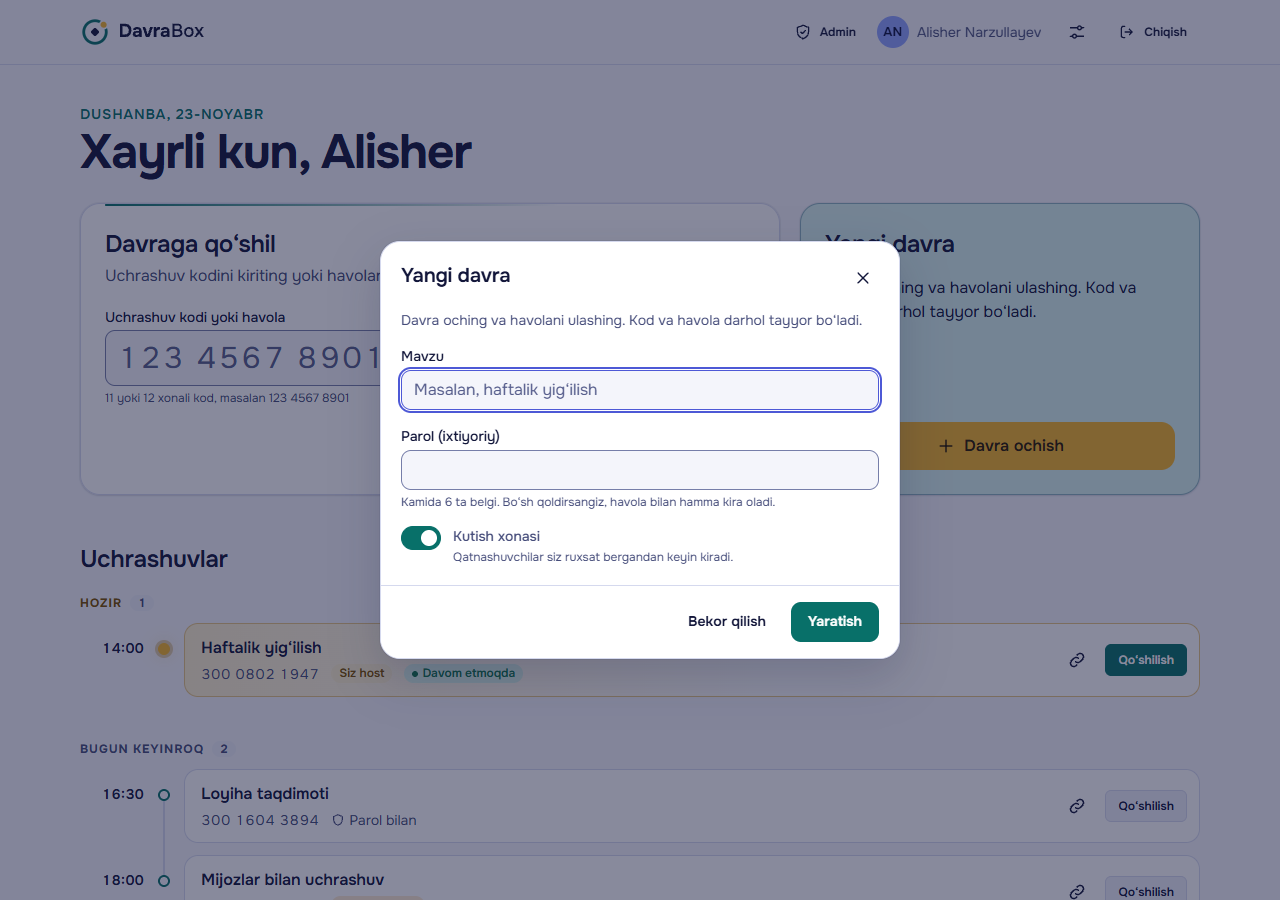 DavraBox
Admin
AN
Alisher Narzullayev
Chiqish
DUSHANBA, 23-NOYABR
Xayrli kun, Alisher
Davraga qo‘shil
Uchrashuv kodini kiriting yoki
Uchrashuv kodi yoki havola
123 4567 8901
11 yoki 12 xonali kod, masalan 123 4567 8901
davra
va havolani ulashing. Kod va
tayyor bo‘ladi.
Davra ochish
Yangi davra
Davra oching va havolani ulashing. Kod va havola darhol tayyor bo‘ladi.
Mavzu
Masalan, haftalik yig‘ilish
Parol (ixtiyoriy)
Kamida 6 ta belgi. Bo‘sh qoldirsangiz, havola bilan hamma kira oladi.
Kutish xonasi
Qatnashuvchilar siz ruxsat bergandan keyin kiradi.
Bekor qilish
Yaratish
Uchrashuvlar
HOZIR 1
14:00
Haftalik yig‘ilish
300 0802 1947 Siz host Davom etmoqda
Qo‘shilish
BUGUN KEYINROQ 2
16:30
Loyiha taqdimoti
300 1604 3894 Parol bilan
Qo‘shilish
18:00
Mijozlar bilan uchrashuv
Qo‘shilish